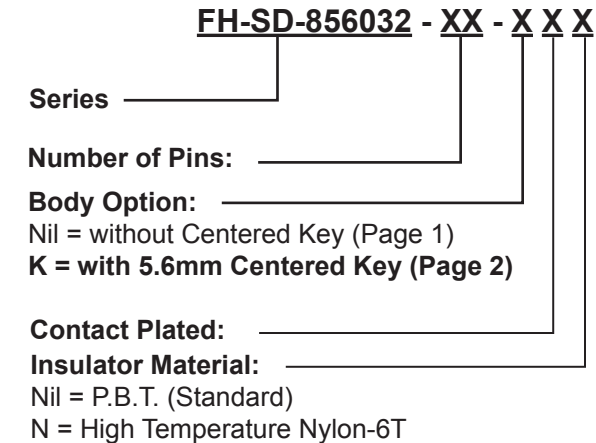 FH-SD-856032 - XX - X X X
Series
Number of Pins:
Body Option:
Nil = without Centered Key (Page 1)
K = with 5.6mm Centered Key (Page 2)
Contact Plated:
Insulator Material:
Nil = P.B.T. (Standard)
N = High Temperature Nylon-6T